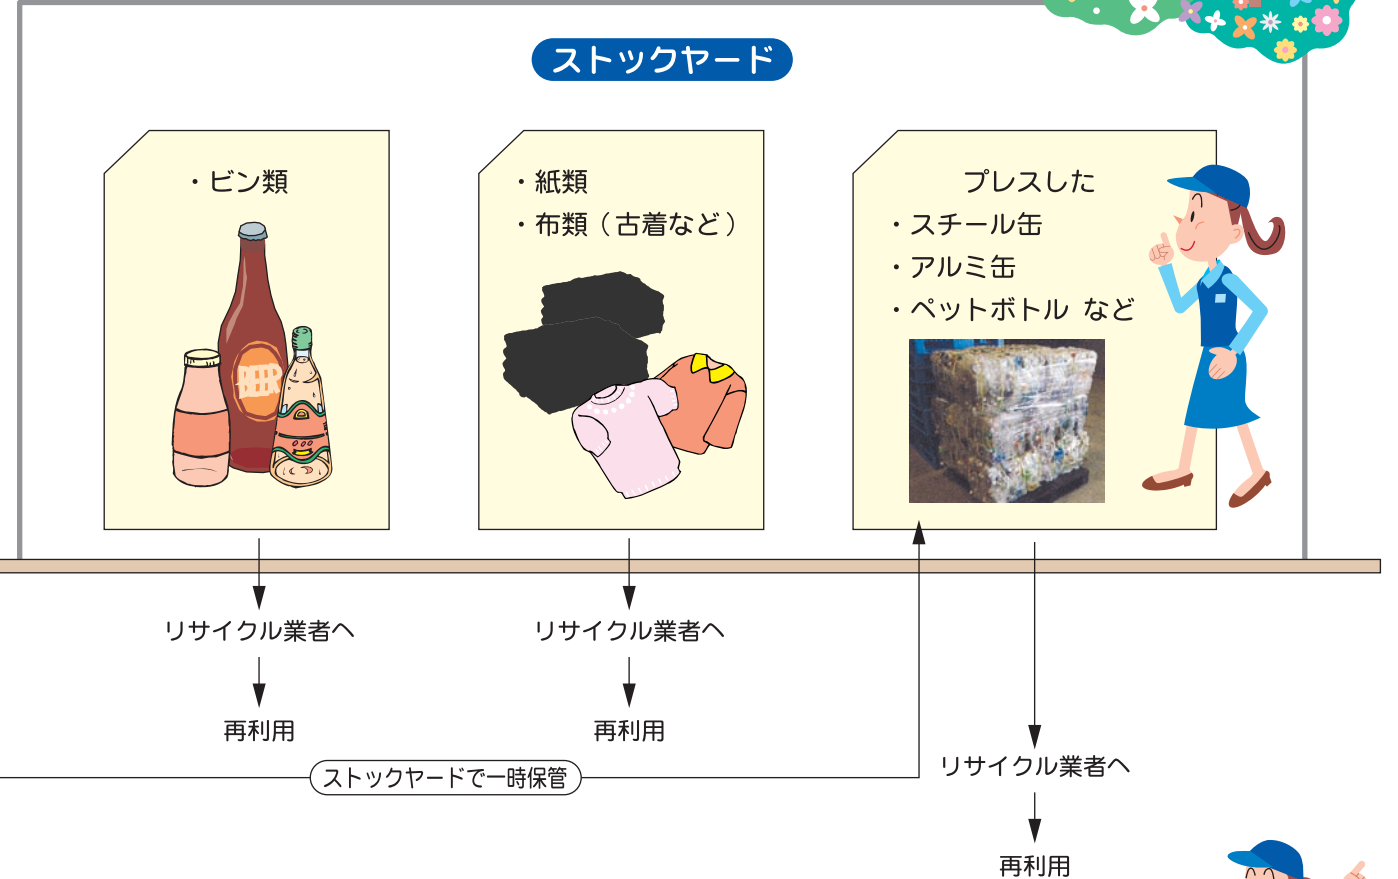 ストックヤード
・ビン類
BEER
・紙類
・布類（古着など）
プレスした
・スチール缶
・アルミ缶
・ペットボトル など
リサイクル業者へ
再利用
リサイクル業者へ
再利用
ストックヤードで一時保管
リサイクル業者へ
再利用